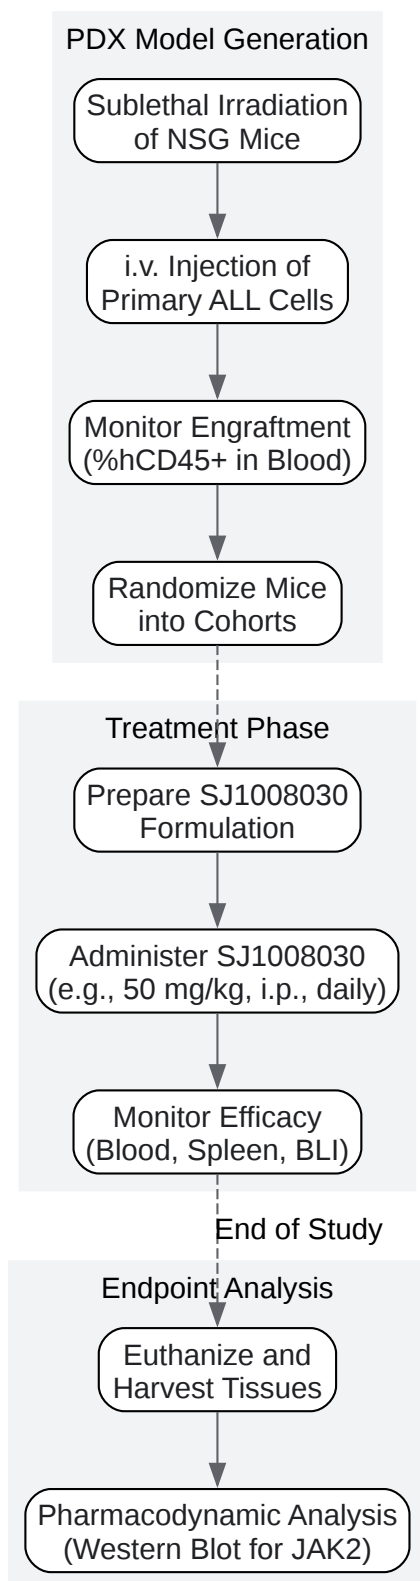 PDX Model Generation
Sublethal Irradiation
of NSG Mice
i.v. Injection of
Primary ALL Cells
Monitor Engraftment
(%hCD45+ in Blood)
Randomize Mice
into Cohorts
Treatment Phase
Prepare SJ1008030
Formulation
Administer SJ1008030
(e.g., 50 mg/kg, i.p., daily)
Monitor Efficacy
(Blood, Spleen, BLI)
End of Study
Endpoint Analysis
Euthanize and
Harvest Tissues
Pharmacodynamic Analysis
(Western Blot for JAK2)